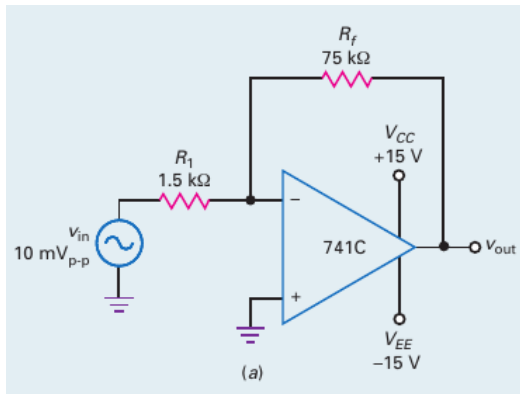 R_f
75 kΩ
V_CC
+15 V
R_1
1.5 kΩ
−
v_in
10 mV_p-p
741C
v_out
+
V_EE
−15 V
(a)